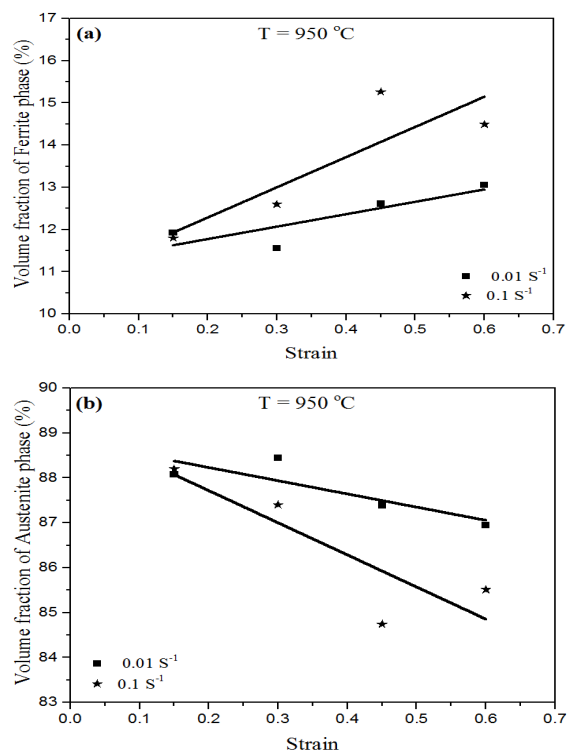 (a)
T = 950 °C
Volume fraction of Ferrite phase (%)
17
16
15
14
13
12
11
10
0.01 S⁻¹
0.1 S⁻¹
0.0 0.1 0.2 0.3 0.4 0.5 0.6 0.7
Strain
(b)
T = 950 °C
Volume fraction of Austenite phase (%)
90
89
88
87
86
85
84
83
0.01 S⁻¹
0.1 S⁻¹
0.0 0.1 0.2 0.3 0.4 0.5 0.6 0.7
Strain